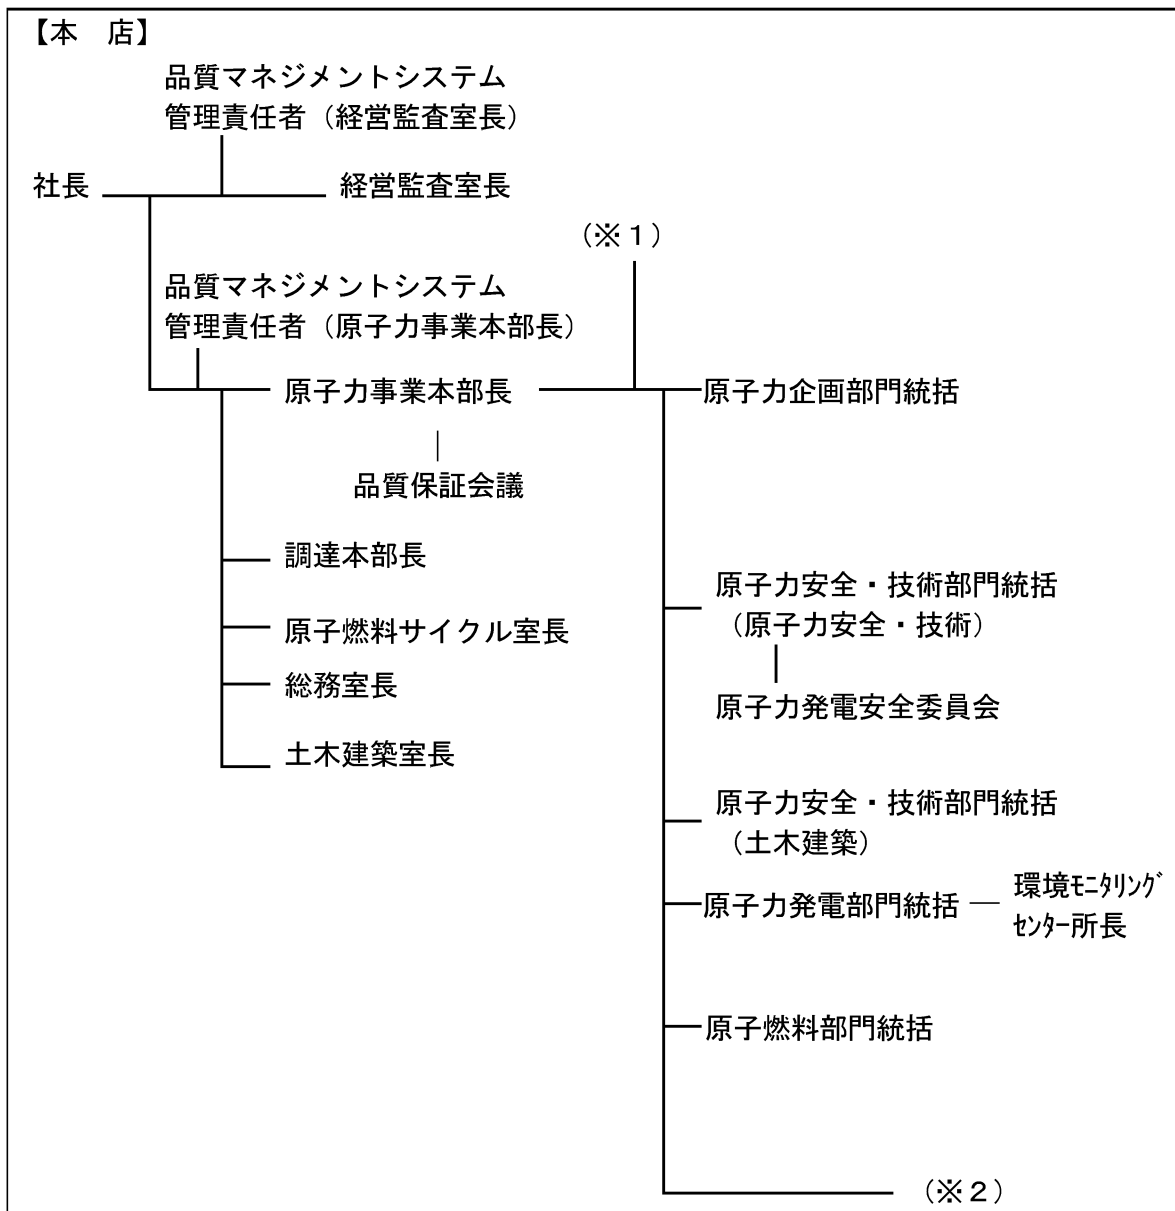 【本　店】
品質マネジメントシステム
管理責任者（経営監査室長）
社長
経営監査室長
（※１）
品質マネジメントシステム
管理責任者（原子力事業本部長）
原子力事業本部長
原子力企画部門統括
品質保証会議
調達本部長
原子力安全・技術部門統括
（原子力安全・技術）
原子燃料サイクル室長
総務室長
原子力発電安全委員会
土木建築室長
原子力安全・技術部門統括
（土木建築）
原子力発電部門統括
環境ﾓﾆﾀﾘﾝｸﾞ
ｾﾝﾀｰ所長
原子燃料部門統括
（※２）